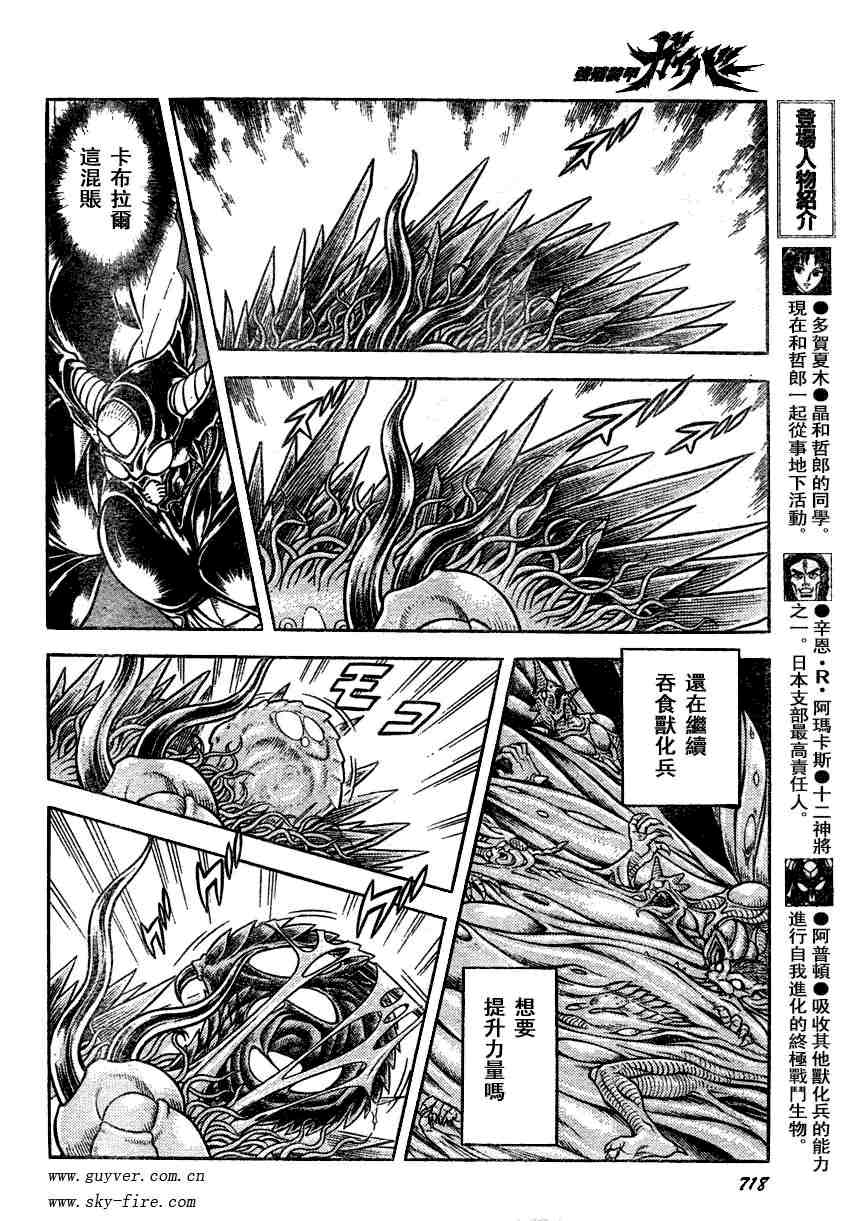 強殖裝甲ガイバー
登場人物紹介
●多賀夏木●晶和哲郎的同學。
現在和哲郎一起從事地下活動。
●辛恩・R・阿瑪卡斯●十二神將
之一。日本支部最高責任人。
●阿普頓●吸收其他獸化兵的能力
進行自我進化的終極戰鬥生物。
卡布拉爾
這混賬
還在繼續
吞食獸化兵
モコ
想要
提升力量嗎
www.guyver.com.cn
www.sky-fire.com
718